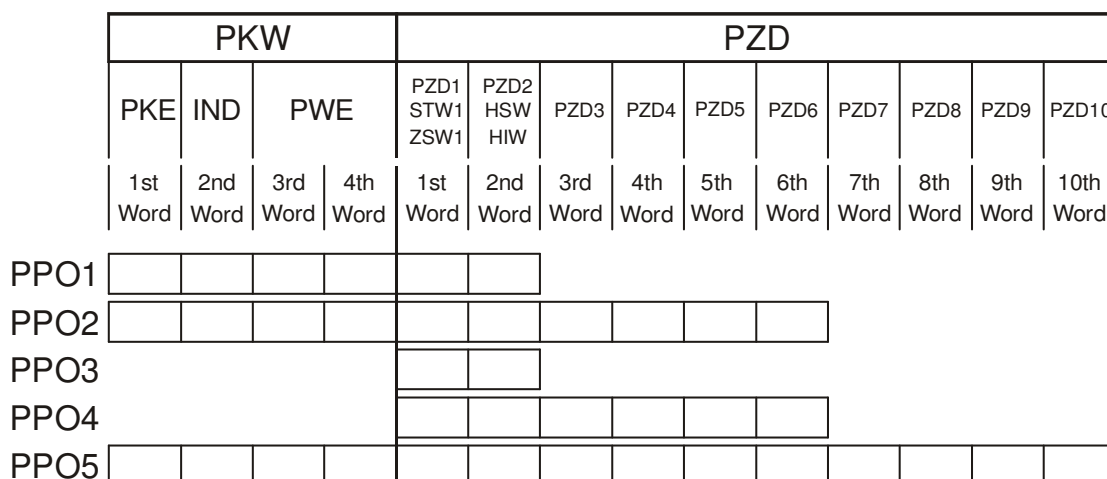 PKW PZD
PKE IND PWE PZD1 STW1 ZSW1 PZD2 HSW HIW PZD3 PZD4 PZD5 PZD6 PZD7 PZD8 PZD9 PZD10
1st Word 2nd Word 3rd Word 4th Word 1st Word 2nd Word 3rd Word 4th Word 5th Word 6th Word 7th Word 8th Word 9th Word 10th Word
PPO1
PPO2
PPO3
PPO4
PPO5